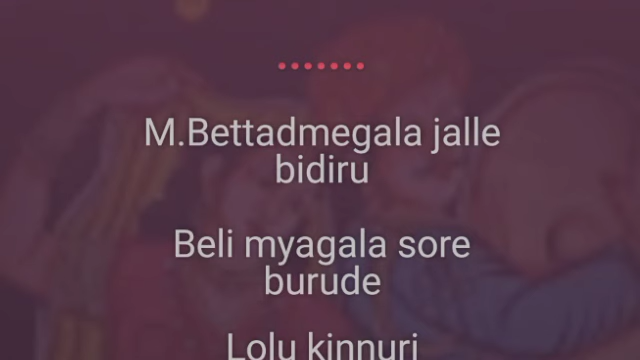 .......
M.Bettadmegala jalle
bidiru
Beli myagala sore
burude
Lolu kinnuri